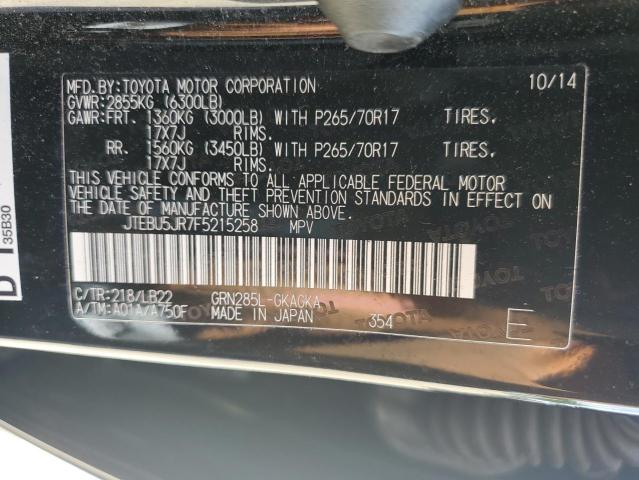 MFD.BY:TOYOTA MOTOR CORPORATION 10/14
GVWR:2855KG (6300LB)
GAWR:FRT. 1360KG (3000LB) WITH P265/70R17 TIRES.
17X7J RIMS.
RR. 1560KG (3450LB) WITH P265/70R17 TIRES.
17X7J RIMS.
THIS VEHICLE CONFORMS TO ALL APPLICABLE FEDERAL MOTOR
VEHICLE SAFETY AND THEFT PREVENTION STANDARDS IN EFFECT ON
THE DATE OF MANUFACTURE SHOWN ABOVE.
JTEBU5JR7F5215258 MPV
C/TR:218/LB22 GRN285L-GKAGKA
A/TM:A01A/A750F MADE IN JAPAN 354 E
35B30